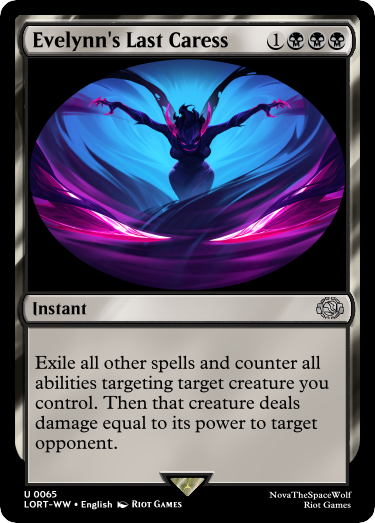 Evelynn's Last Caress 1
Instant
Exile all other spells and counter all
abilities targeting target creature you
control. Then that creature deals
damage equal to its power to target
opponent.
U 0065 NovaTheSpaceWolf
LORT-WW • English RIOT GAMES Riot Games